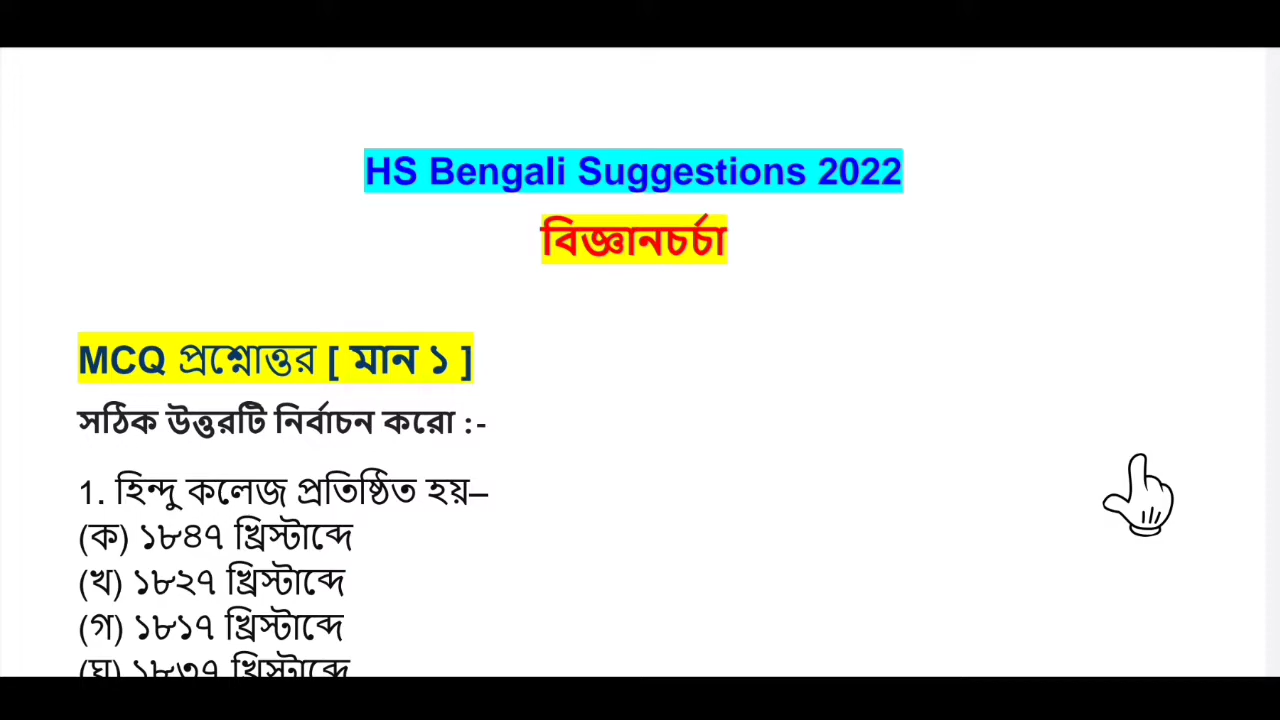 HS Bengali Suggestions 2022
বিজ্ঞানচর্চা
MCQ প্রশ্নোত্তর [ মান ১ ]
সঠিক উত্তরটি নির্বাচন করো :-
1. হিন্দু কলেজ প্রতিষ্ঠিত হয়–
(ক) ১৮৪৭ খ্রিস্টাব্দে
(খ) ১৮২৭ খ্রিস্টাব্দে
(গ) ১৮১৭ খ্রিস্টাব্দে
(ঘ) ১৮৩৭ খ্রিস্টাব্দে